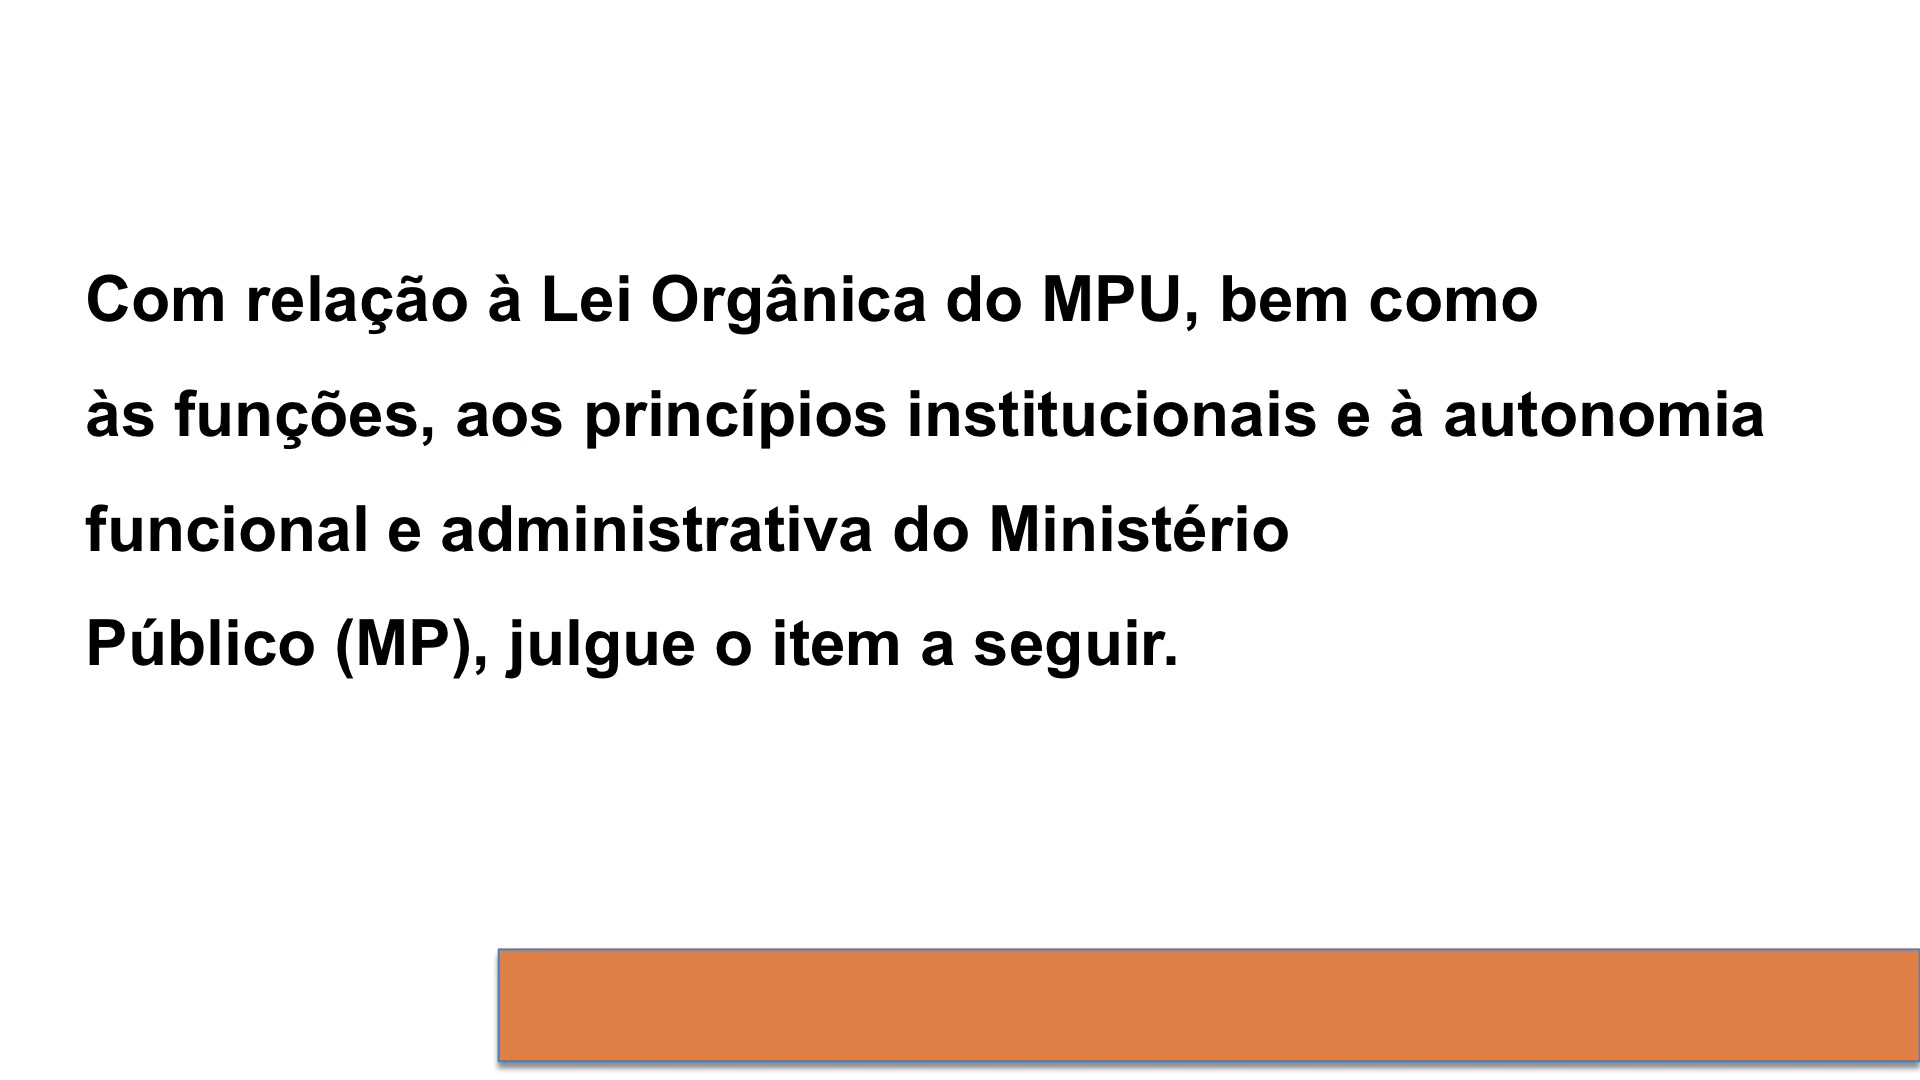 Com relação à Lei Orgânica do MPU, bem como
às funções, aos princípios institucionais e à autonomia
funcional e administrativa do Ministério
Público (MP), julgue o item a seguir.